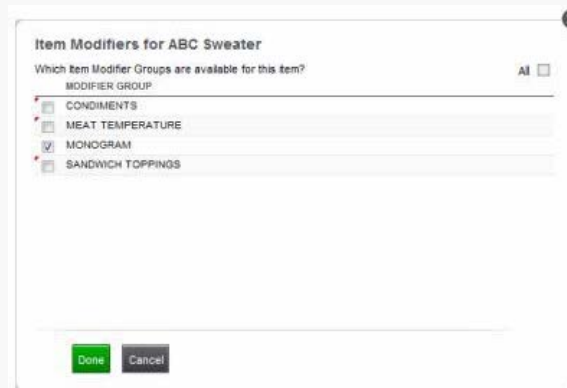 Item Modifiers for ABC Sweater
Which Item Modifier Groups are available for this item?
All
MODIFIER GROUP
CONDIMENTS
MEAT TEMPERATURE
MONOGRAM
SANDWICH TOPPINGS
Done Cancel